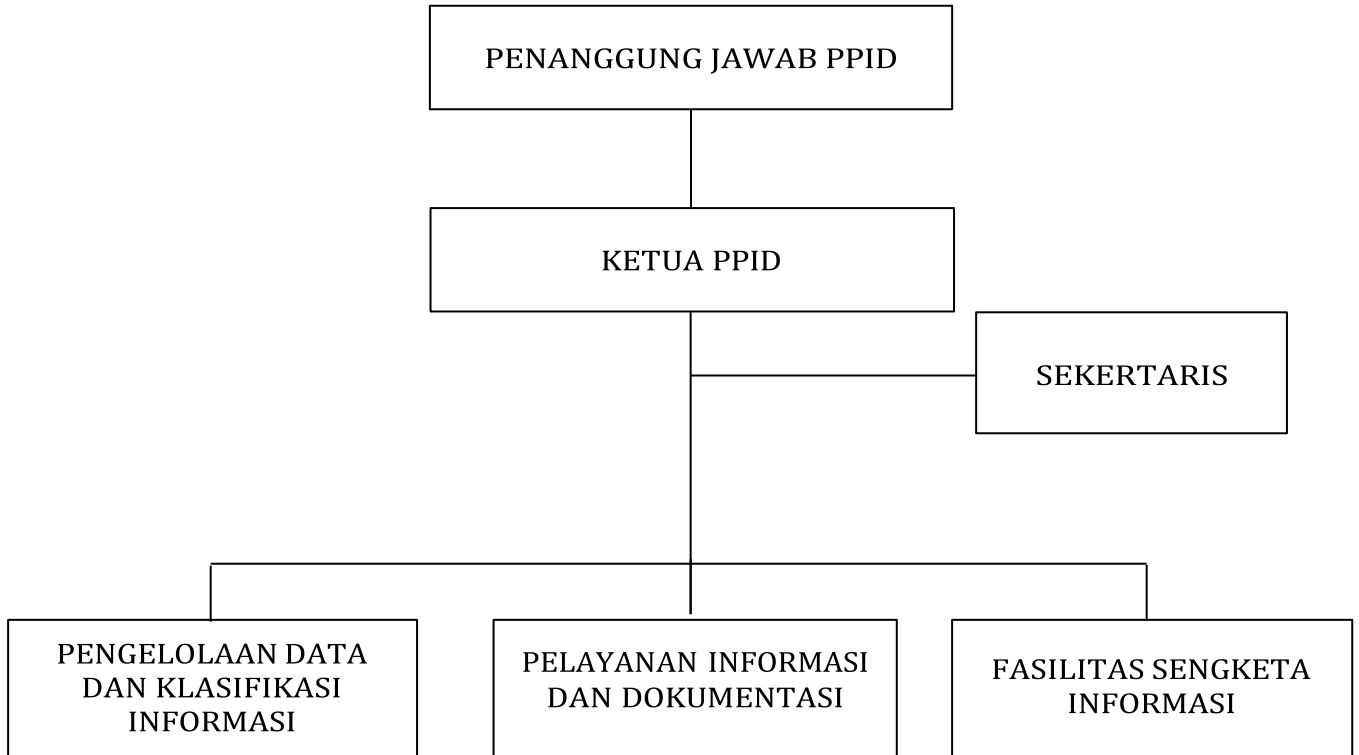 PENANGGUNG JAWAB PPID
KETUA PPID
SEKERTARIS
PENGELOLAAN DATA
DAN KLASIFIKASI
INFORMASI
PELAYANAN INFORMASI
DAN DOKUMENTASI
FASILITAS SENGKETA
INFORMASI